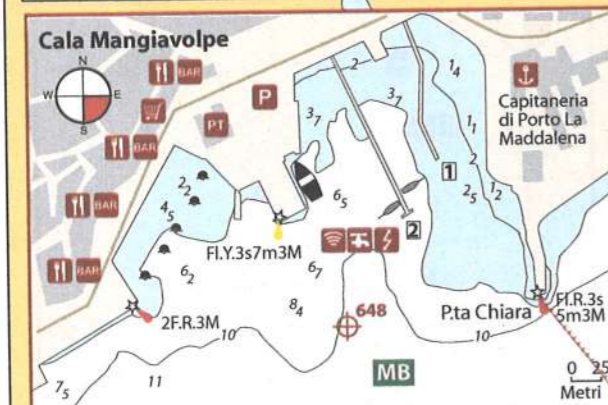 Cala Mangiavolpe
N
W E
S
BAR
P
PT
BAR
BAR
BAR
Capitaneria
di Porto La
Maddalena
2
1₄
3₇
3₇
1₁
2
1
2₅
1₂
2₂
4₅
6₅
2
Fl.Y.3s7m3M
6₂
6₇
8₄
648
2F.R.3M
P.ta Chiara
Fl.R.3s
5m3M
10
10
11
7₅
MB
0 25
Metri